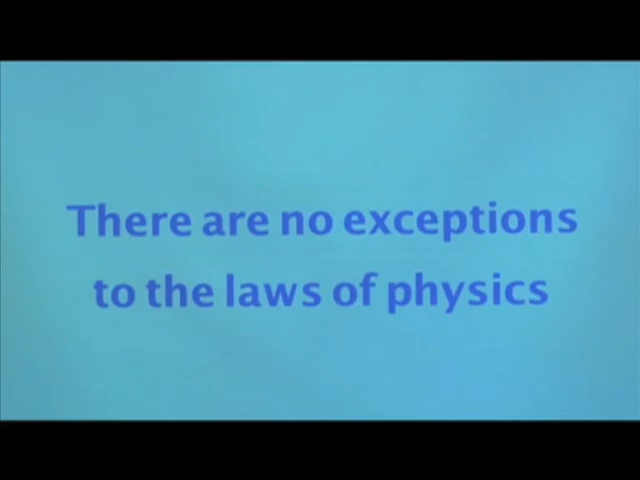 There are no exceptions
to the laws of physics